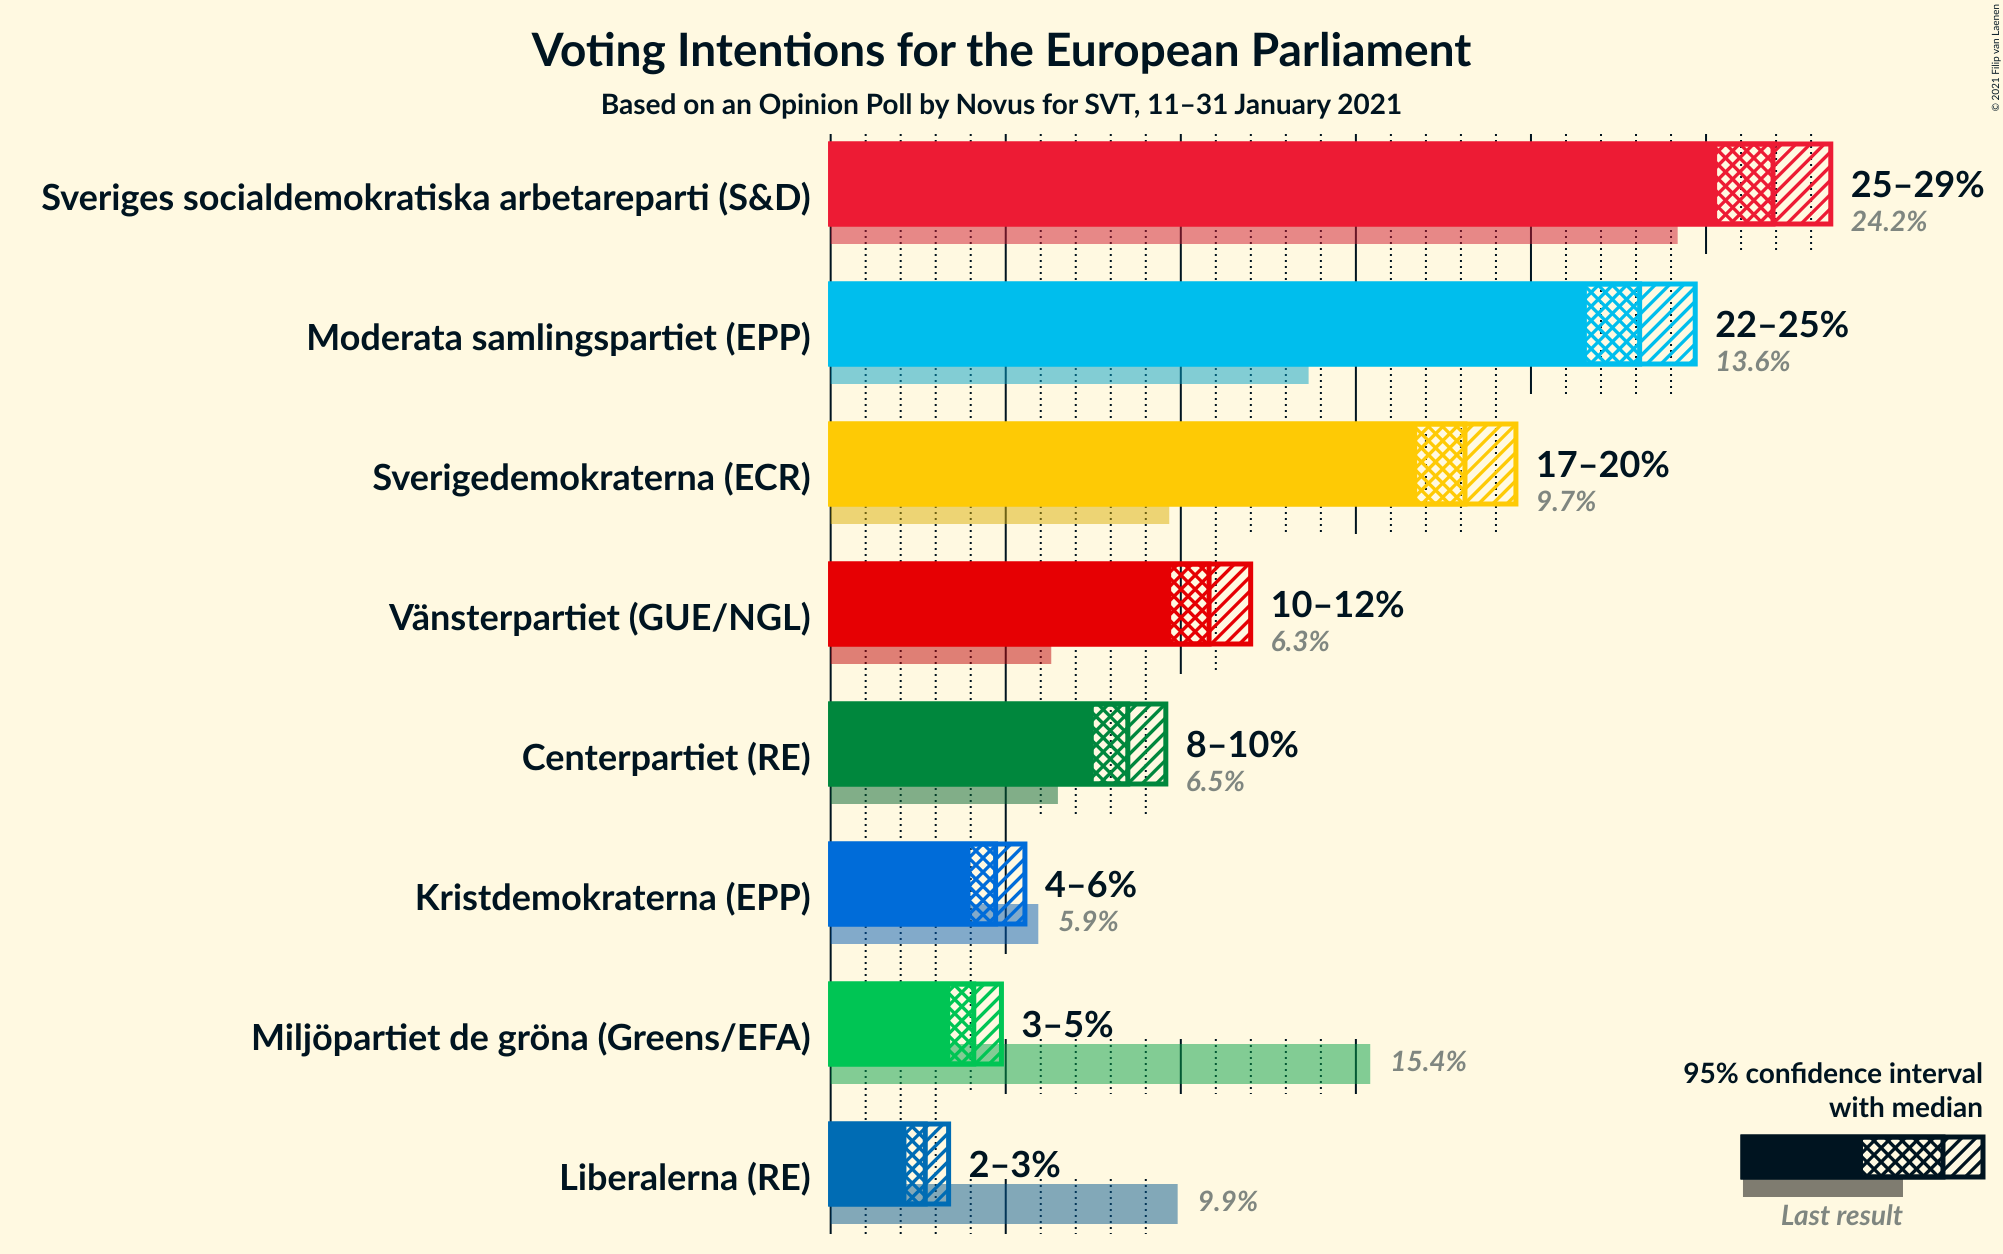 Voting Intentions for the European Parliament
Based on an Opinion Poll by Novus for SVT, 11–31 January 2021
© 2021 Filip van Laenen
Sveriges socialdemokratiska arbetareparti (S&D)
25–29%
24.2%
Moderata samlingspartiet (EPP)
22–25%
13.6%
Sverigedemokraterna (ECR)
17–20%
9.7%
Vänsterpartiet (GUE/NGL)
10–12%
6.3%
Centerpartiet (RE)
8–10%
6.5%
Kristdemokraterna (EPP)
4–6%
5.9%
Miljöpartiet de gröna (Greens/EFA)
3–5%
15.4%
Liberalerna (RE)
2–3%
9.9%
95% confidence interval
with median
Last result